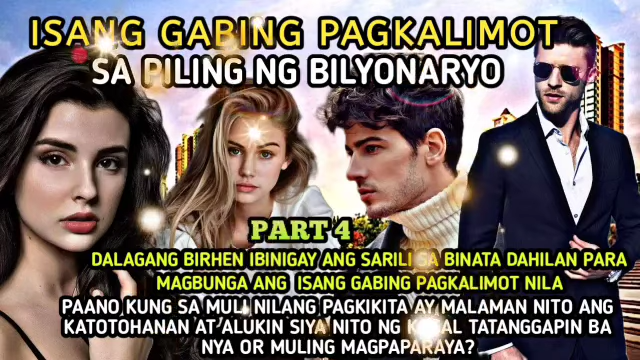 ISANG GABING PAGKALIMOT
SA PILING NG BILYONARYO
PART 4
DALAGANG BIRHEN IBINIGAY ANG SARILI SA BINATA DAHILAN PARA
MAGBUNGA ANG ISANG GABING PAGKALIMOT NILA
PAANO KUNG SA MULI NILANG PAGKIKITA AY MALAMAN NITO ANG
KATOTOHANAN AT ALUKIN SIYA NITO NG KASAL TATANGGAPIN BA
NYA OR MULING MAGPAPARAYA?